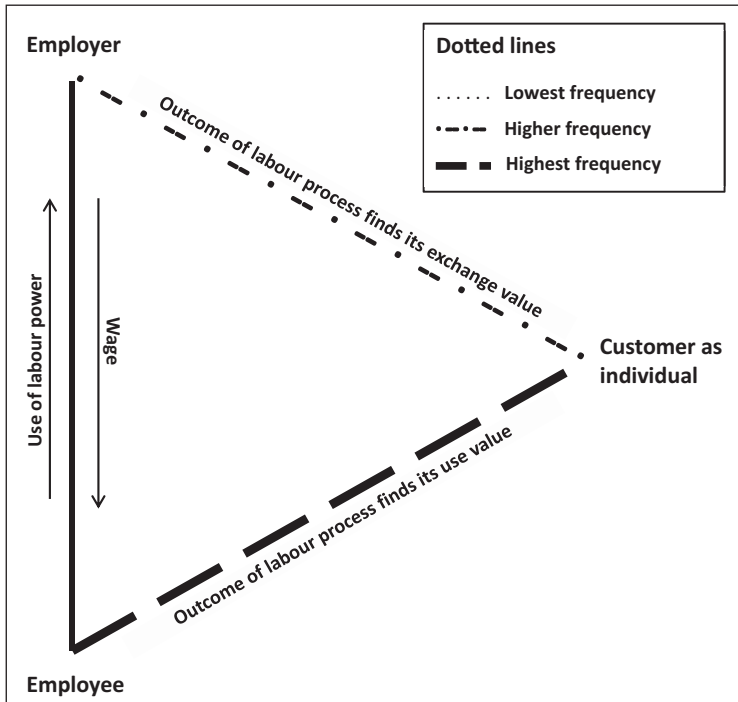 Employer
Dotted lines
Lowest frequency
Higher frequency
Highest frequency
Outcome of labour process finds its exchange value
Use of labour power
Wage
Customer as
individual
Outcome of labour process finds its use value
Employee